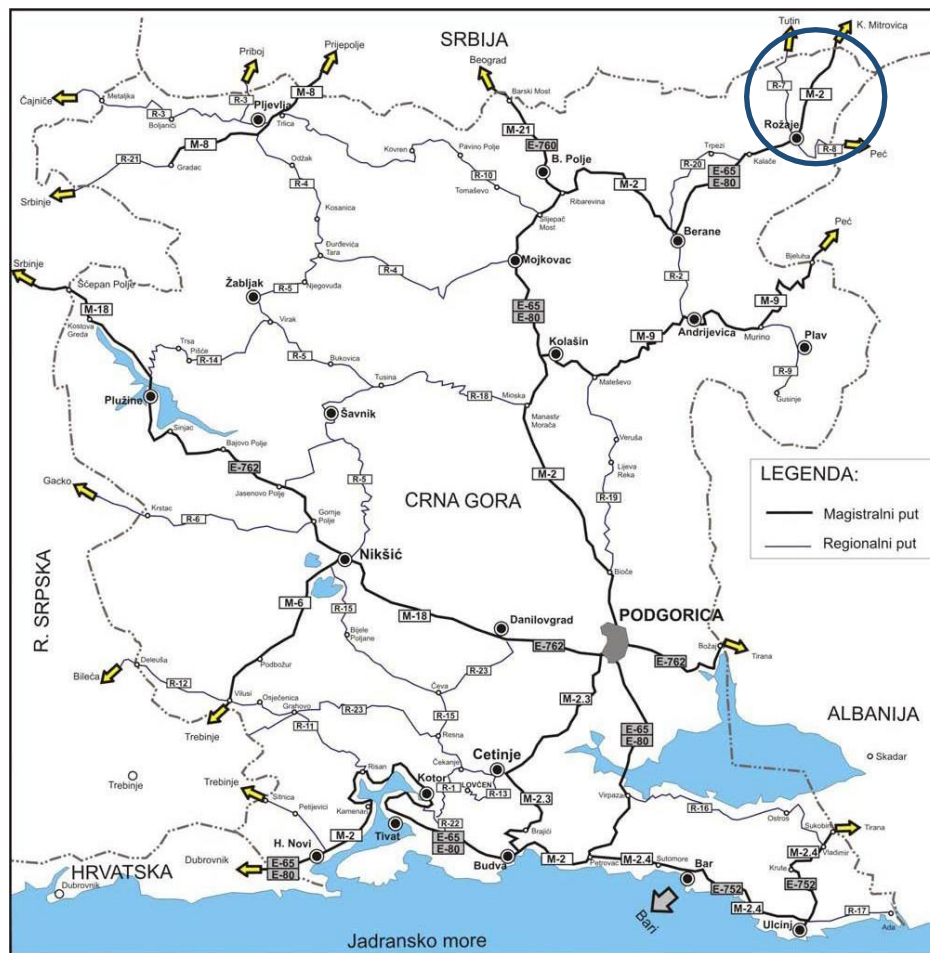 SRBIJA
Tutin
K. Mitrovica
Priboj
Prijepolje
Beograd
Čajniče
Metaljka
R-3
R-3
M-8
Barski Most
R-7
M-2
Boljanići
Pljevlja
Trlica
M-21
E-760
Rožaje
R-8
Peć
M-8
Kovren
Pavino Polje
B. Polje
Trpezi
Kalače
R-20
R-21
Gradac
Odžak
R-10
Tomaševo
M-2
E-65
E-80
Srbinje
R-4
Ribarevina
Kosanica
Slijepač
Most
Berane
Peć
Đurđevića
Tara
Mojkovac
Bjeluha
Srbinje
R-4
R-2
Šćepan Polje
Žabljak
R-5
Njegovuđa
M-9
M-18
E-65
E-80
Kostova
Greda
Virak
Andrijevica
Murino
Trsa
Pišće
R-14
R-5
Bukovica
Kolašin
M-9
Plav
Tusina
R-18
Mioska
Mateševo
R-9
Plužine
Šavnik
Manastir
Morača
Gusinje
Sinjac
Bajovo Polje
Veruša
E-762
M-2
Lijeva
Reka
LEGENDA:
Gacko
Jasenovo Polje
R-5
CRNA GORA
R-19
Magistralni put
Krstac
R-6
Gornje
Polje
Regionalni put
R. SRPSKA
Nikšić
Bioče
M-6
R-15
M-18
Danilovgrad
PODGORICA
Bijele
Poljane
E-762
Božaj
Tirana
Deleuša
Podbožur
E-762
Bileća
R-12
R-23
Čeva
Vilusi
Osječenica
Grahovo
R-23
R-15
M-2.3
ALBANIJA
Trebinje
R-11
Resna
E-65
E-80
Skadar
Trebinje
Trebinje
Risan
Čekanje
Cetinje
Kotor
R-1
LOVĆEN
R-13
Sitnica
Petijevići
Kamenari
M-2.3
Virpazar
R-16
Ostros
Sukobin
Tirana
R-22
Tivat
Brajići
H. Novi
M-2
E-65
E-80
M-2.4
Vladimir
Dubrovnik
Budva
M-2
Petrovac
M-2.4
Sutomore
Bar
Krute
HRVATSKA
E-65
E-80
E-752
E-752
Dubrovnik
M-2.4
R-17
Bari
Ulcinj
Ada
Jadransko more